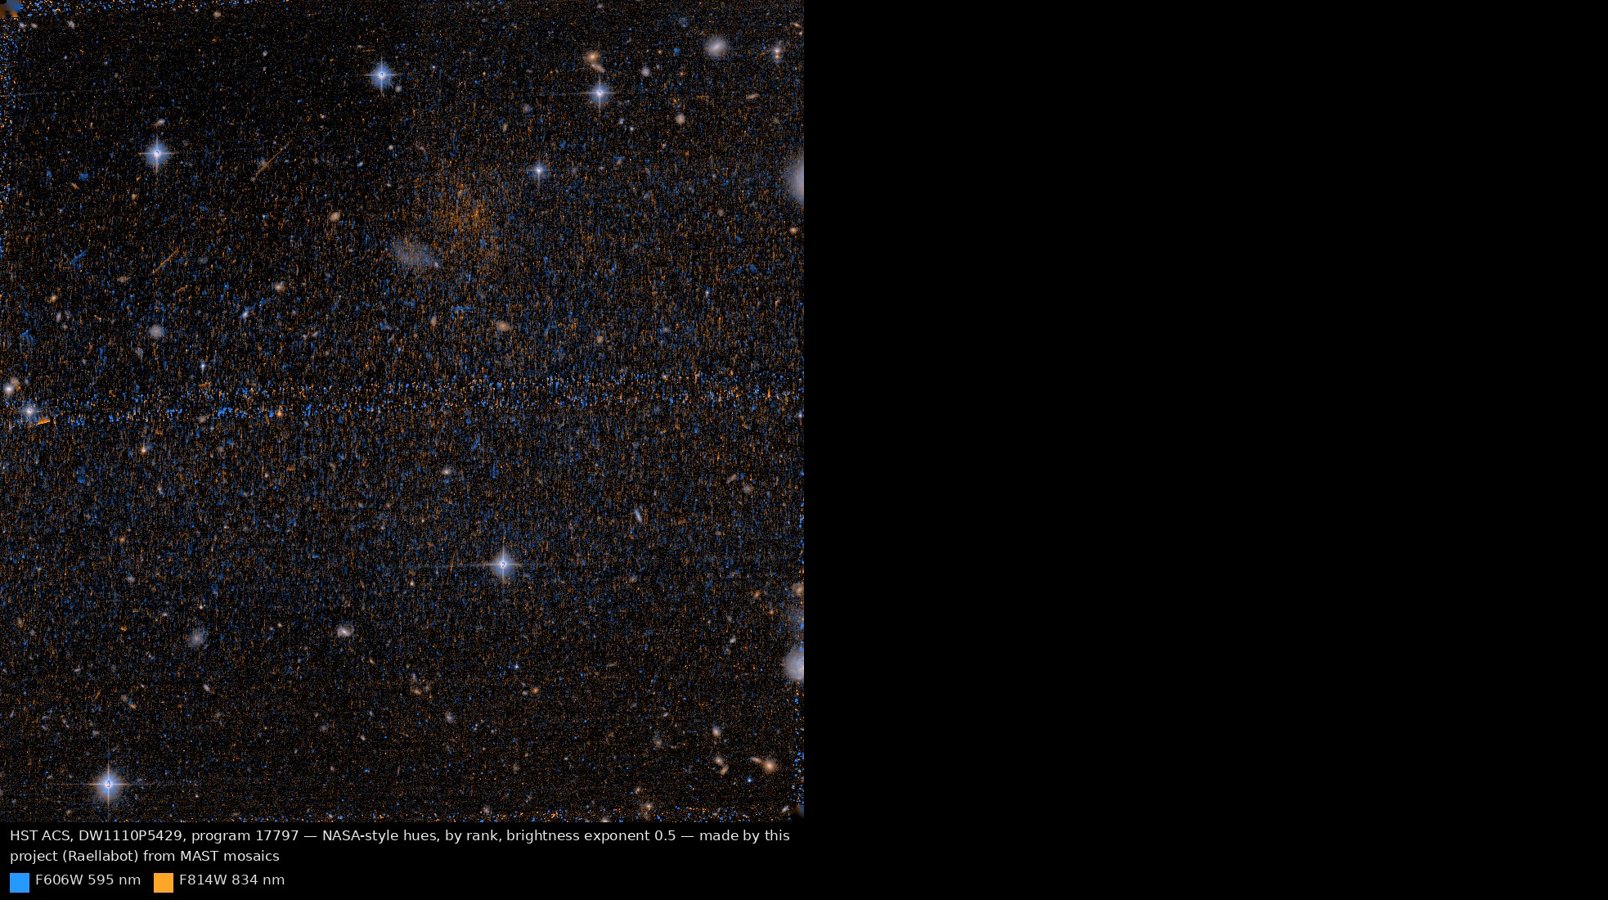 HST ACS, DW1110P5429, program 17797 — NASA-style hues, by rank, brightness exponent 0.5 — made by this
project (Raellabot) from MAST mosaics
F606W 595 nm F814W 834 nm